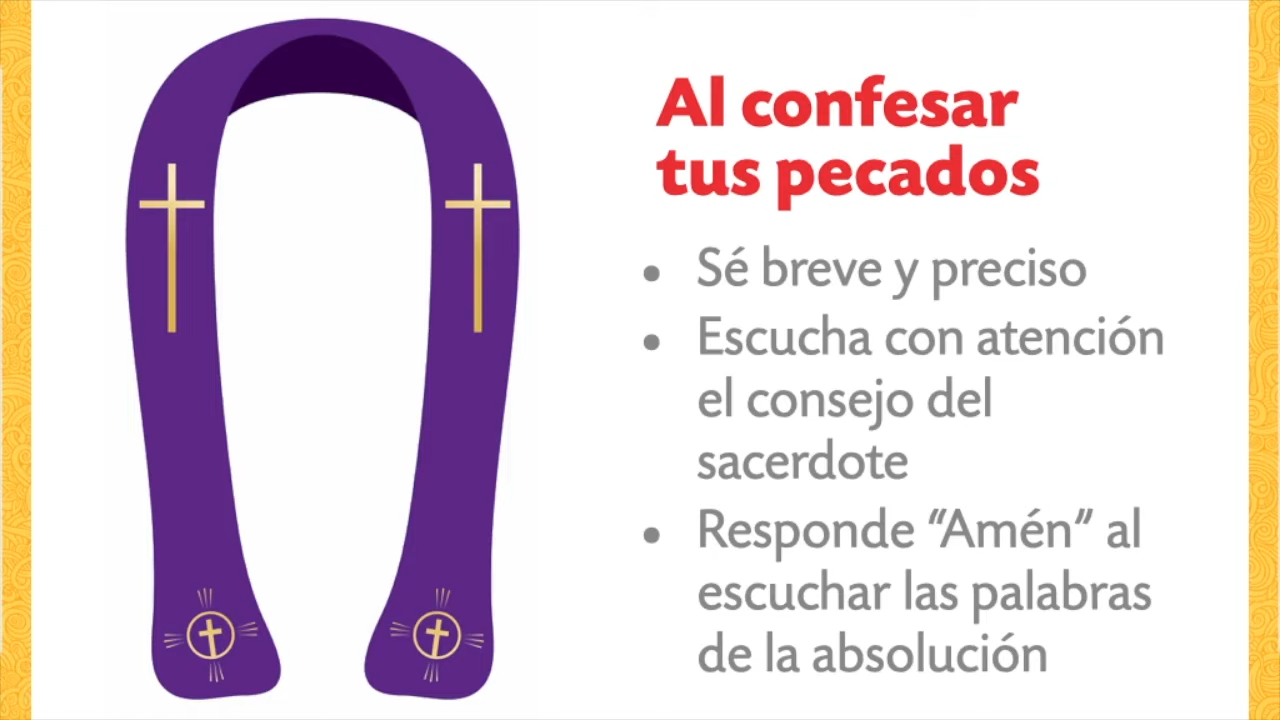 Al confesar
tus pecados
• Sé breve y preciso
• Escucha con atención
el consejo del
sacerdote
• Responde “Amén” al
escuchar las palabras
de la absolución